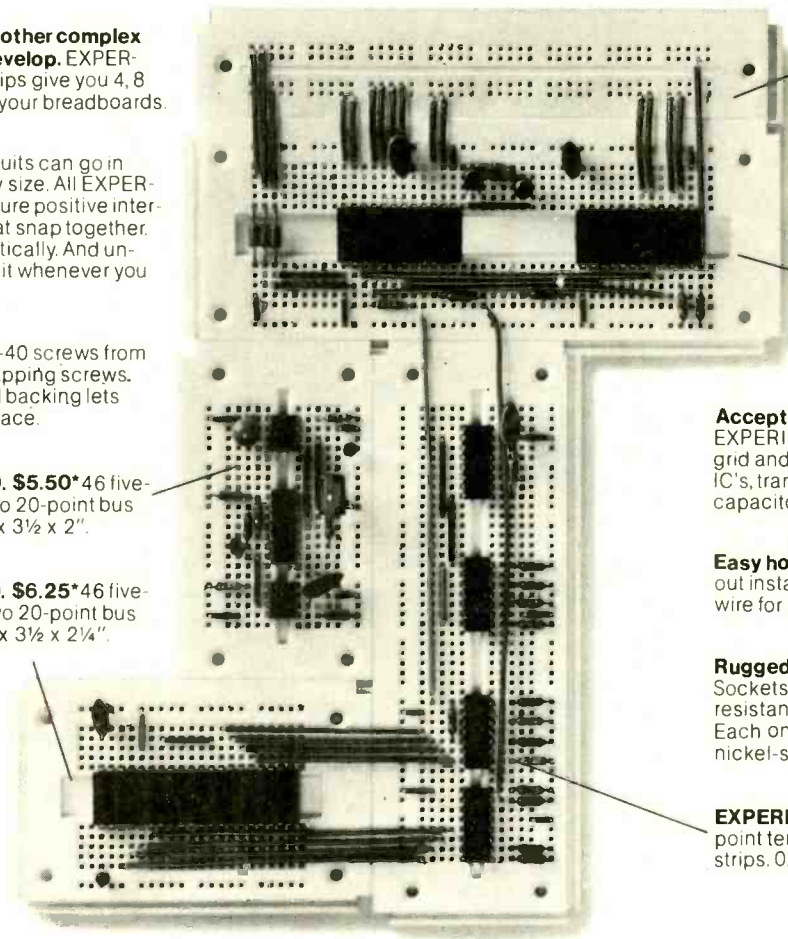 other complex
evelop. EXPER-
ips give you 4, 8
your breadboards.
uits can go in
size. All EXPER-
ure positive inter-
at snap together.
tically. And un-
it whenever you
-40 screws from
pping screws.
backing lets
ace.
. $5.50* 46 five-
o 20-point bus
x 3½ x 2".
. $6.25* 46 five-
o 20-point bus
x 3½ x 2¼".
Accept
EXPERI
grid and
IC's, tran
capacito
Easy ho
out insta
wire for
Rugged
Sockets
resistan
Each on
nickel-s
EXPERI
point ter
strips. 0.